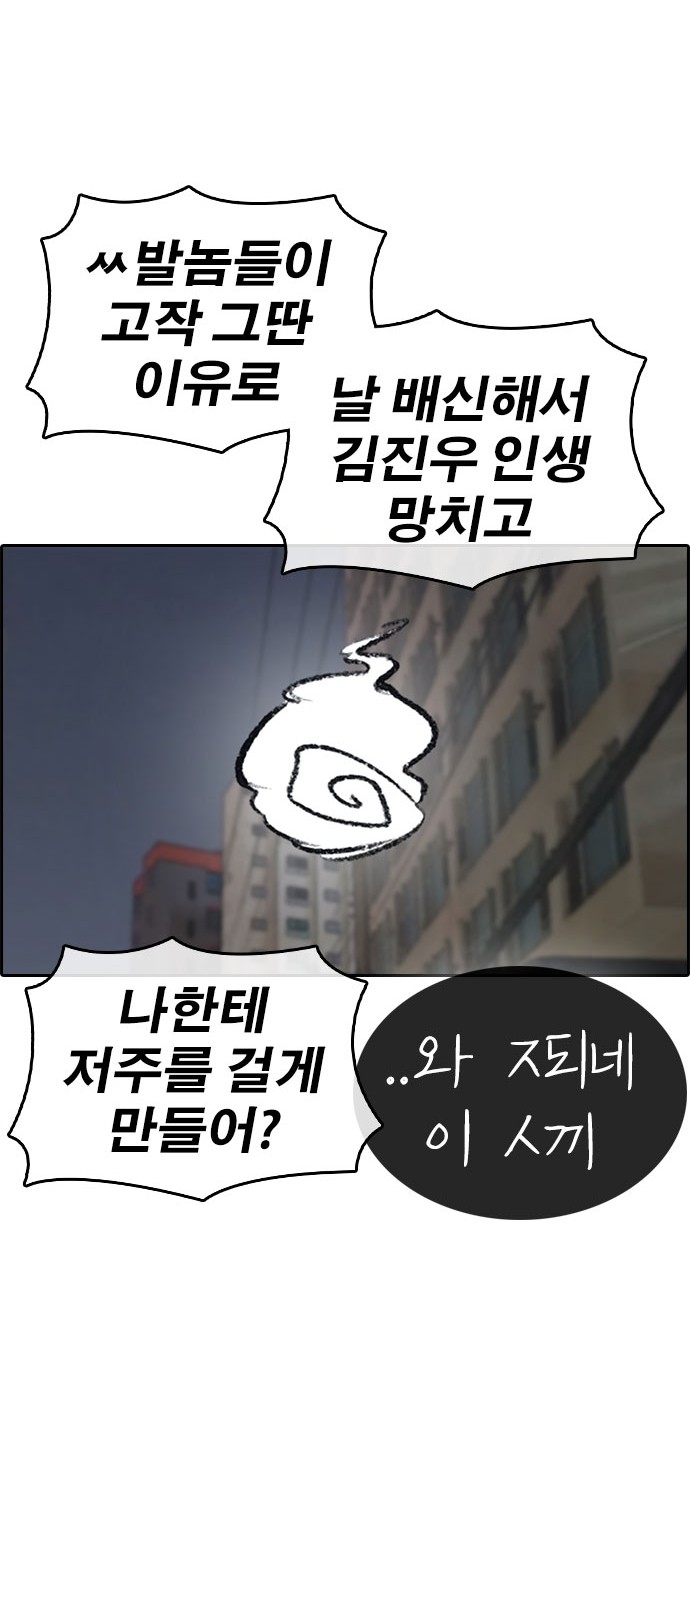 ㅆ발놈들이
고작 그딴
이유로
날 배신해서
김진우 인생
망치고
나한테
저주를 걸게
만들어?
..와 ㅈ되네
이 ㅅ끼